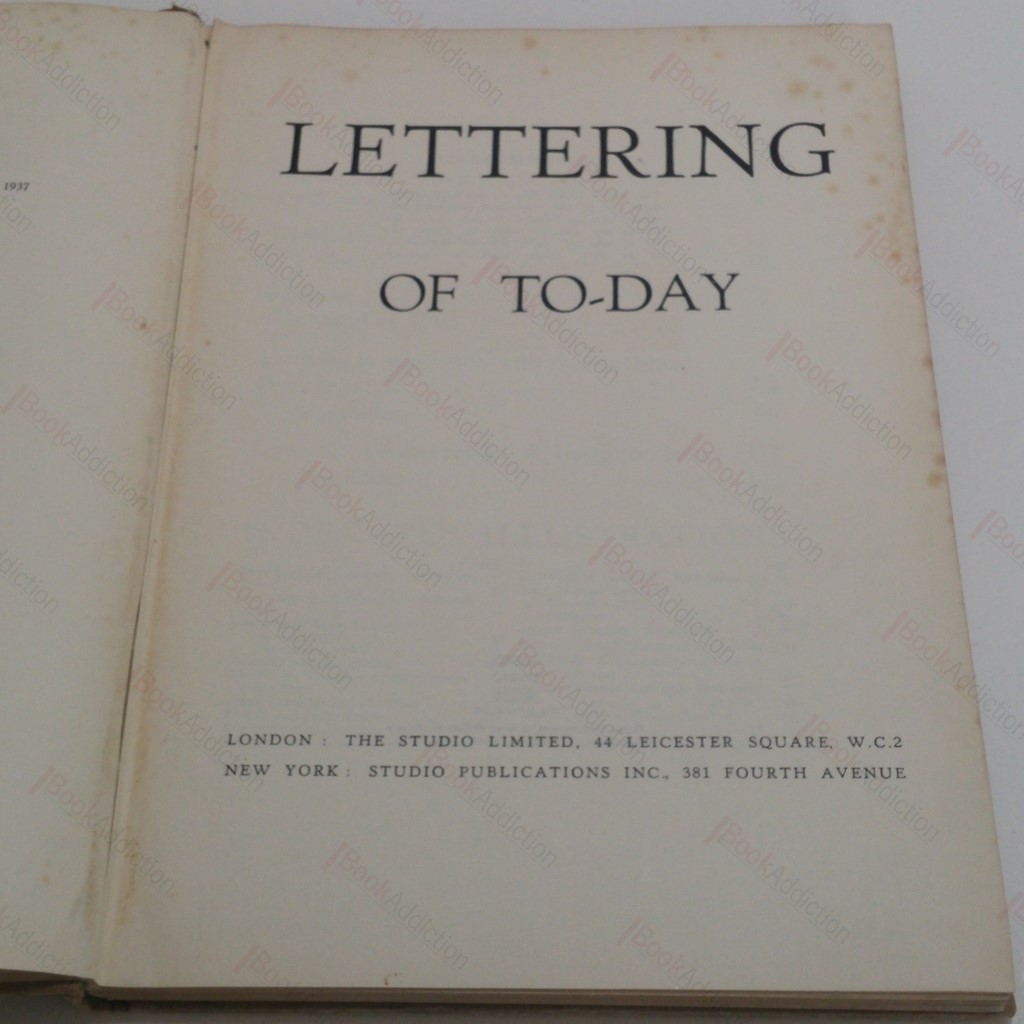 1937
LETTERING
OF TO-DAY
LONDON : THE STUDIO LIMITED, 44 LEICESTER SQUARE, W.C.2
NEW YORK : STUDIO PUBLICATIONS INC., 381 FOURTH AVENUE
BookAddiction